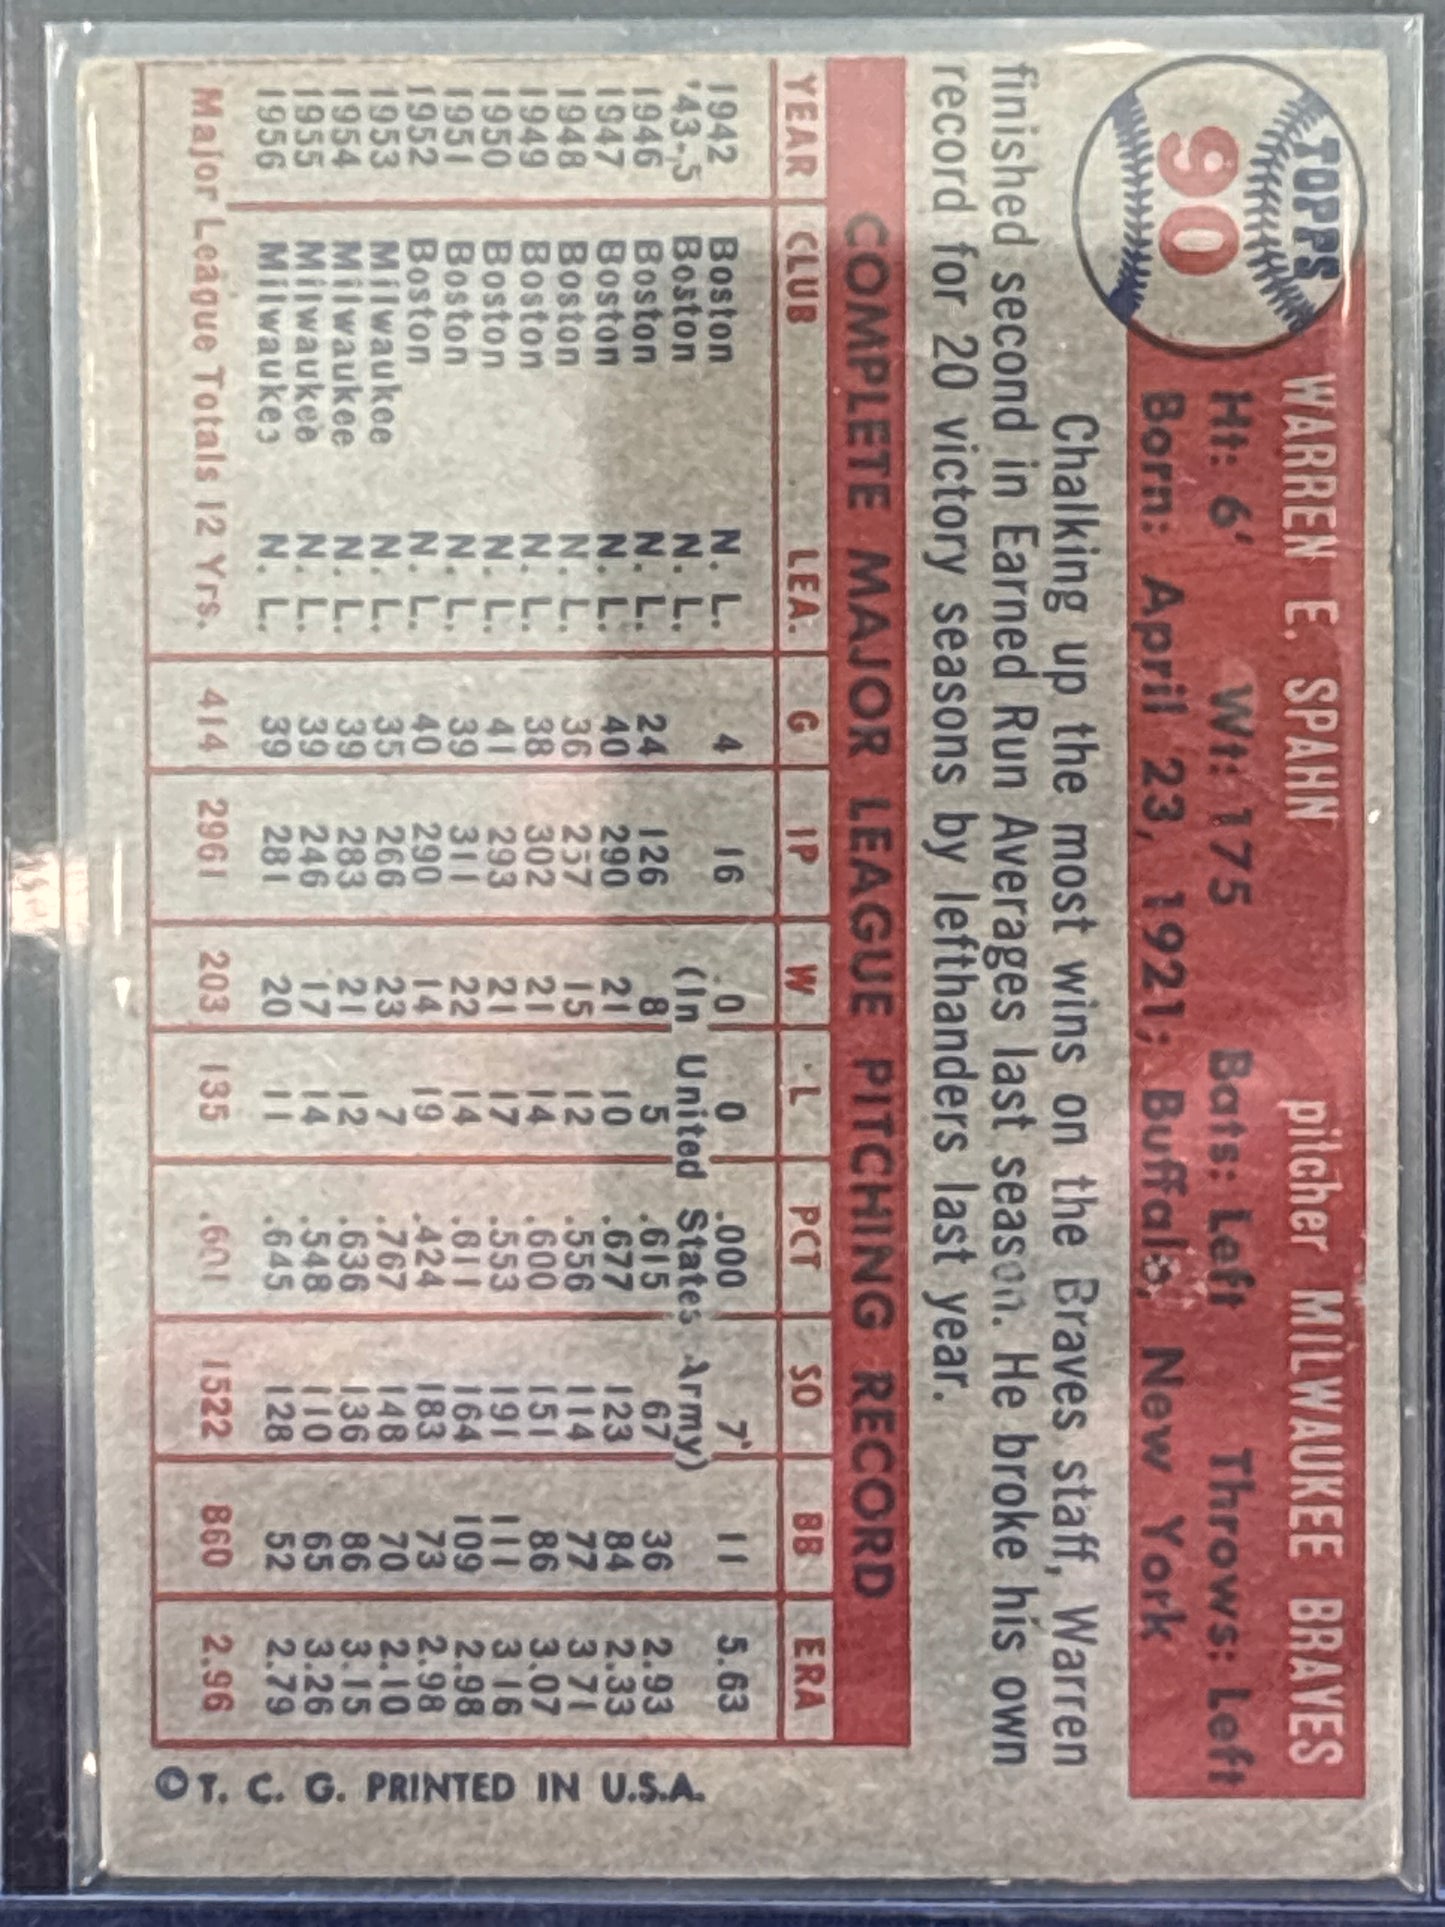 TOPPS
90
WARREN E. SPAHN pitcher MILWAUKEE BRAVES
Ht: 6' Wt: 175 Bats: Left Throws: Left
Born: April 23, 1921; Buffalo, New York
Chalking up the most wins on the Braves staff, Warren
finished second in Earned Run Averages last season. He broke his own
record for 20 victory seasons by lefthanders last year.
COMPLETE MAJOR LEAGUE PITCHING RECORD
YEAR CLUB LEA. G IP W L PCT SO BB ERA
1942 Boston N. L. 4 16 0 0 .000 7 11 5.63
'43-5 Boston N. L. (In United States Army)
1946 Boston N. L. 24 126 8 5 .615 67 36 2.93
1947 Boston N. L. 40 290 21 10 .677 123 84 2.33
1948 Boston N. L. 36 257 15 12 .556 114 77 3.71
1949 Boston N. L. 38 302 21 14 .600 151 86 3.07
1950 Boston N. L. 41 293 21 17 .553 191 111 3.16
1951 Boston N. L. 39 311 22 14 .611 164 109 2.98
1952 Boston N. L. 40 290 14 19 .424 183 73 2.98
1953 Milwaukee N. L. 35 266 23 7 .767 148 70 2.10
1954 Milwaukee N. L. 39 283 21 12 .636 136 86 3.15
1955 Milwaukee N. L. 39 246 17 14 .548 110 65 3.26
1956 Milwaukee N. L. 39 281 20 11 .645 128 52 2.79
Major League Totals 12 Yrs. 414 2961 203 135 .601 1522 860 2.96
© T. C. G. PRINTED IN U.S.A.